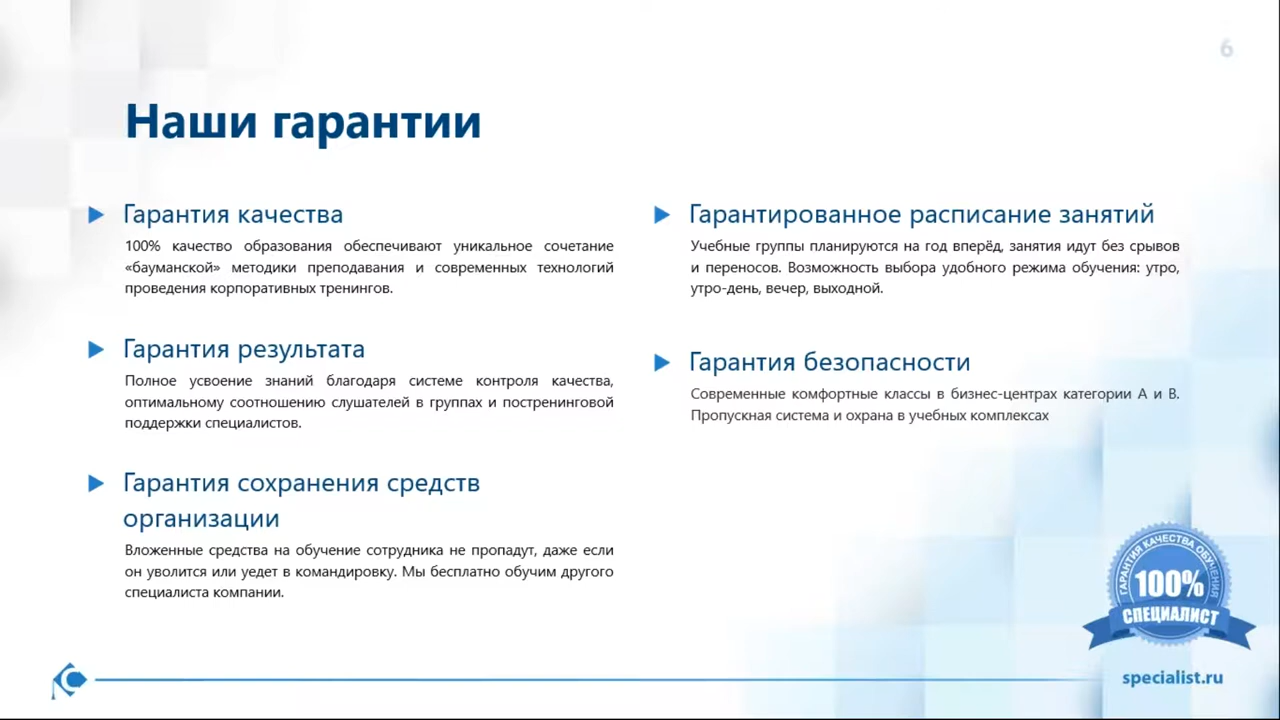 6
Наши гарантии
Гарантия качества
100% качество образования обеспечивают уникальное сочетание
«бауманской» методики преподавания и современных технологий
проведения корпоративных тренингов.
Гарантия результата
Полное усвоение знаний благодаря системе контроля качества,
оптимальному соотношению слушателей в группах и постренинговой
поддержки специалистов.
Гарантия сохранения средств
организации
Вложенные средства на обучение сотрудника не пропадут, даже если
он уволится или уедет в командировку. Мы бесплатно обучим другого
специалиста компании.
Гарантированное расписание занятий
Учебные группы планируются на год вперёд, занятия идут без срывов
и переносов. Возможность выбора удобного режима обучения: утро,
утро-день, вечер, выходной.
Гарантия безопасности
Современные комфортные классы в бизнес-центрах категории А и В.
Пропускная система и охрана в учебных комплексах
ГАРАНТИЯ КАЧЕСТВА ОБУЧЕНИЯ
100%
СПЕЦИАЛИСТ
specialist.ru